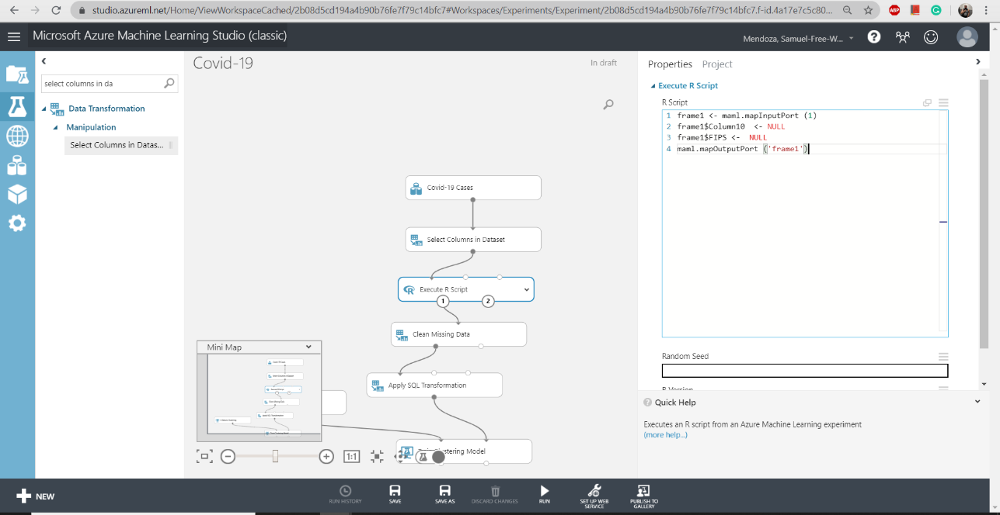 studio.azureml.net/Home/ViewWorkspaceCached/2b08d5cd194a4b90b76fe7f79c14bfc7#Workspaces/Experiments/Experiment/2b08d5cd194a4b90b76fe7f79c14bfc7.f-id.4a17e7c5c80...
ABP
Microsoft Azure Machine Learning Studio (classic)
Mendoza, Samuel-Free-W...
?
select columns in da
Data Transformation
Manipulation
Select Columns in Datas...
Covid-19
In draft
Covid-19 Cases
Select Columns in Dataset
Execute R Script
1
2
Clean Missing Data
Apply SQL Transformation
Clustering Model
Mini Map
1:1
Properties
Project
Execute R Script
R Script
1 frame1 <- maml.mapInputPort (1)
2 frame1$Column10  <- NULL
3 frame1$FIPS <-  NULL
4 maml.mapOutputPort ('frame1')
Random Seed
R Version
Quick Help
Executes an R script from an Azure Machine Learning experiment
(more help...)
NEW
RUN HISTORY
SAVE
SAVE AS
DISCARD CHANGES
RUN
SET UP WEB
SERVICE
PUBLISH TO
GALLERY